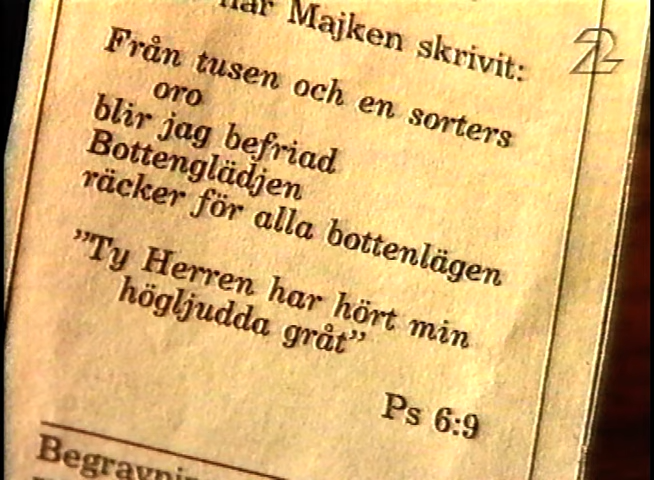 har Majken skrivit:
Från tusen och en sorters
oro
blir jag befriad
Bottenglädjen
räcker för alla bottenlägen
”Ty Herren har hört min
högljudda gråt”
Ps 6:9
2